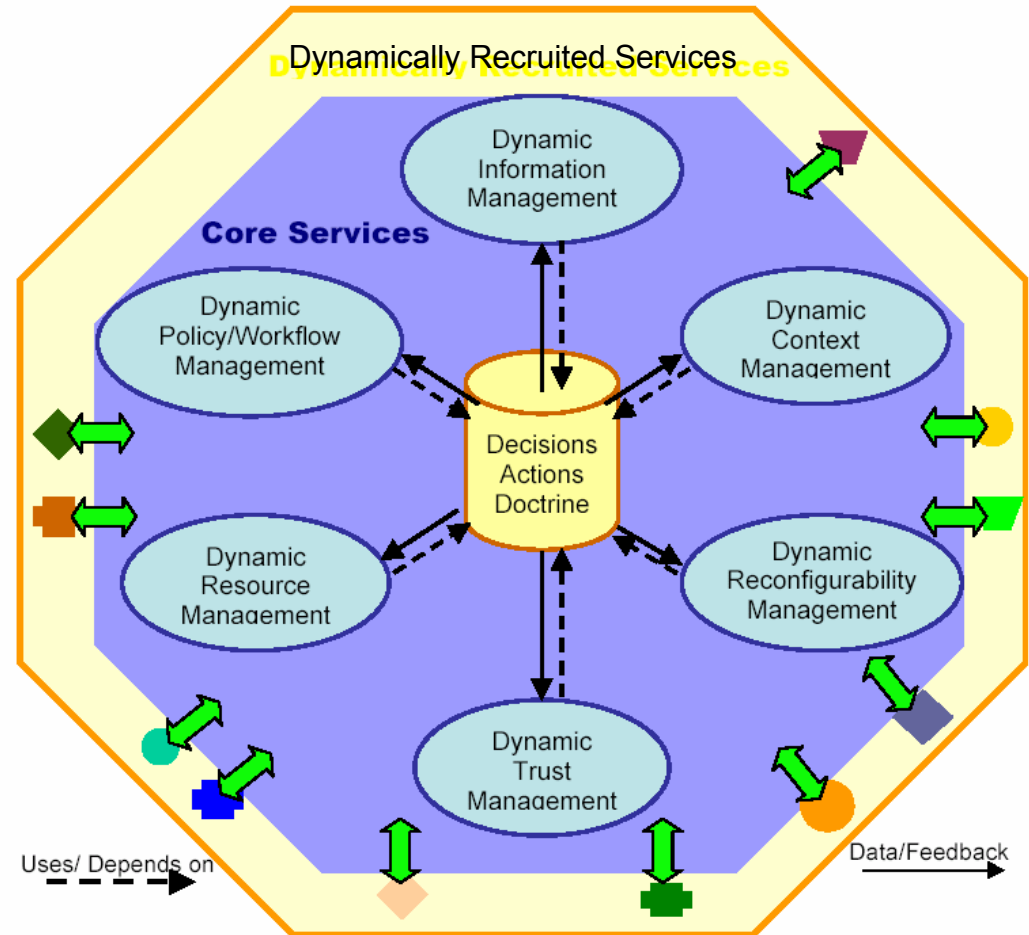 Dynamically Recruited Services
Dynamically Recruited Services
Dynamic
Information
Management
Core Services
Dynamic
Policy/Workflow
Management
Dynamic
Context
Management
Decisions
Actions
Doctrine
Dynamic
Resource
Management
Dynamic
Reconfigurability
Management
Dynamic
Trust
Management
Uses/ Depends on
Data/Feedback